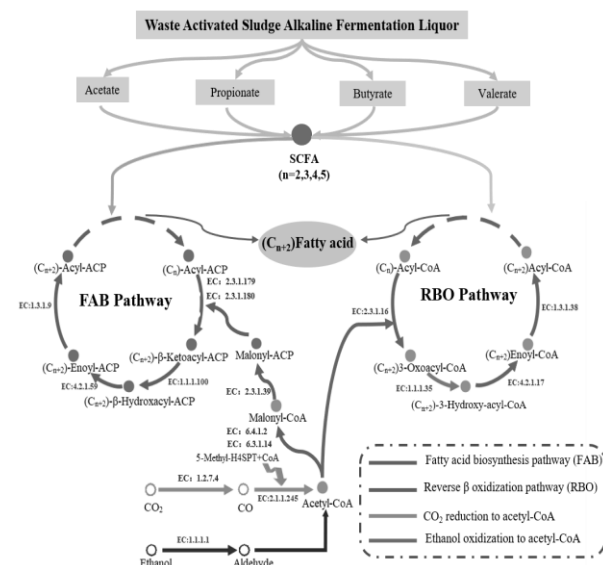 Waste Activated Sludge Alkaline Fermentation Liquor
Acetate
Propionate
Butyrate
Valerate
SCFA
(n=2,3,4,5)
(Cn+2)Fatty acid
(Cn+2)-Acyl-ACP
(Cn)-Acyl-ACP
EC:1.3.1.9
FAB Pathway
EC: 2.3.1.179
EC: 2.3.1.180
(Cn+2)-Enoyl-ACP
(Cn+2)-β-Ketoacyl-ACP
EC:4.2.1.59
EC:1.1.1.100
(Cn+2)-β-Hydroxacyl-ACP
Malonyl-ACP
EC: 2.3.1.39
Malonyl-CoA
EC: 6.4.1.2
EC: 6.3.1.14
5-Methyl-H4SPT+CoA
(Cn)-Acyl-CoA
(Cn+2)Acyl-CoA
EC:2.3.1.16
RBO Pathway
EC:1.3.1.38
(Cn+2)3-Oxoacyl-CoA
(Cn+2)Enoyl-CoA
EC:1.1.1.35
EC:4.2.1.17
(Cn+2)-3-Hydroxy-acyl-CoA
EC: 1.2.7.4
EC:2.1.1.245
CO2
CO
Acetyl-CoA
EC:1.1.1.1
Ethanol
Aldehyde
Fatty acid biosynthesis pathway (FAB)
Reverse β oxidization pathway (RBO)
CO2 reduction to acetyl-CoA
Ethanol oxidization to acetyl-CoA